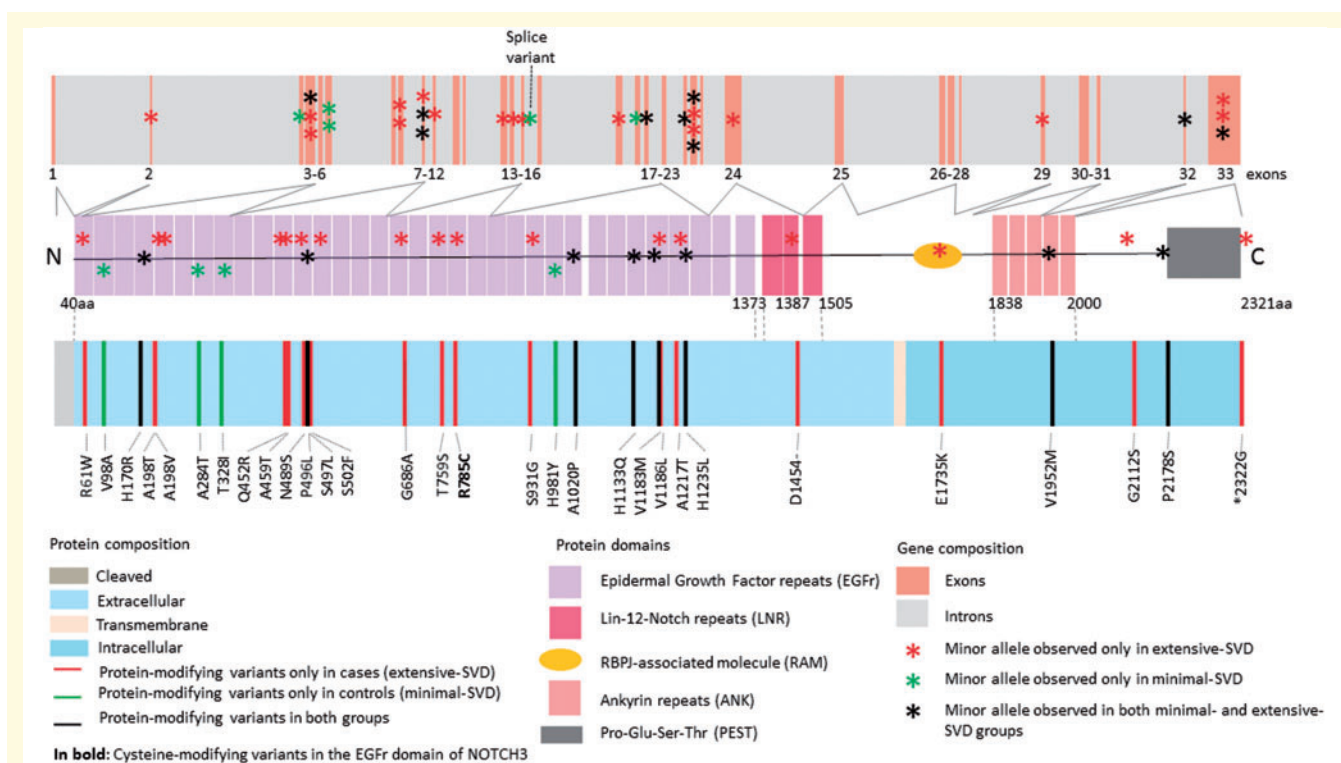 Splice
variant
1 2 3-6 7-12 13-16 17-23 24 25 26-28 29 30-31 32 33 exons
N C
40aa 1373 1387 1505 1838 2000 2321aa
R61W
V98A
H170R
A198T
A198V
A284T
T328I
Q452R
A459T
N489S
P496L
S497L
S502F
G686A
T759S
R785C
S931G
H981Y
A1020P
H1133Q
V1183M
V1186L
A1217T
H1235L
D1454-
E1735K
V1952M
G2112S
P2178S
*2322G
Protein composition
Cleaved
Extracellular
Transmembrane
Intracellular
Protein-modifying variants only in cases (extensive-SVD)
Protein-modifying variants only in controls (minimal-SVD)
Protein-modifying variants in both groups
In bold: Cysteine-modifying variants in the EGFr domain of NOTCH3
Protein domains
Epidermal Growth Factor repeats (EGFr)
Lin-12-Notch repeats (LNR)
RBPJ-associated molecule (RAM)
Ankyrin repeats (ANK)
Pro-Glu-Ser-Thr (PEST)
Gene composition
Exons
Introns
Minor allele observed only in extensive-SVD
Minor allele observed only in minimal-SVD
Minor allele observed in both minimal- and extensive-
SVD groups